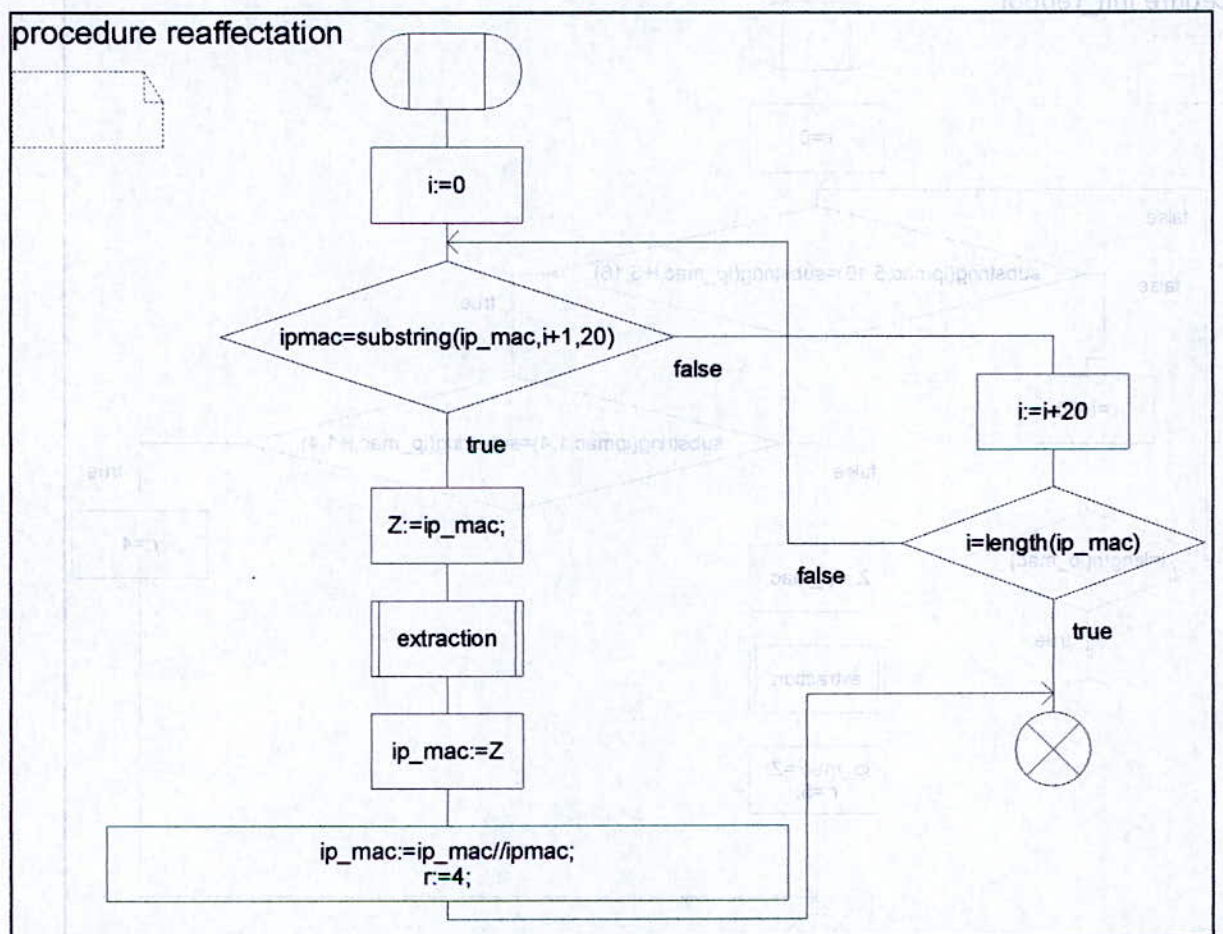 procedure reaffectation
i:=0
ipmac=substring(ip_mac,i+1,20)
false
true
i:=i+20
Z:=ip_mac;
i=length(ip_mac)
false
extraction
true
ip_mac:=Z
ip_mac:=ip_mac//ipmac;
r:=4;